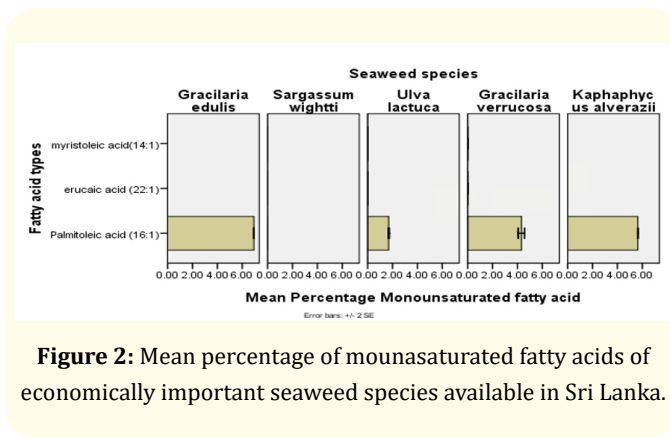 Seaweed species
Gracilaria edulis
Sargassum wightti
Ulva lactuca
Gracilaria verrucosa
Kaphaphyc us alverazii
Fatty acid types
myristoleic acid(14:1)
erucaic acid (22:1)
Palmitoleic acid (16:1)
0.00 2.00 4.00 6.00 0.00 2.00 4.00 6.00 0.00 2.00 4.00 6.00 0.00 2.00 4.00 6.00 0.00 2.00 4.00 6.00
Mean Percentage Monounsaturated fatty acid
Error bars: +/- 2 SE
Figure 2: Mean percentage of mounasaturated fatty acids of
economically important seaweed species available in Sri Lanka.